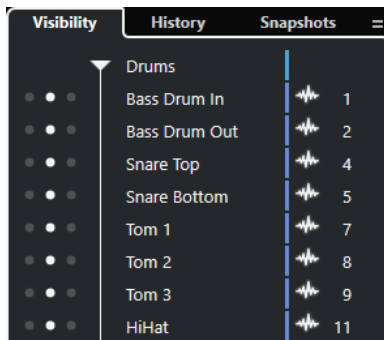 Visibility History Snapshots
Drums
Bass Drum In 1
Bass Drum Out 2
Snare Top 4
Snare Bottom 5
Tom 1 7
Tom 2 8
Tom 3 9
HiHat 11